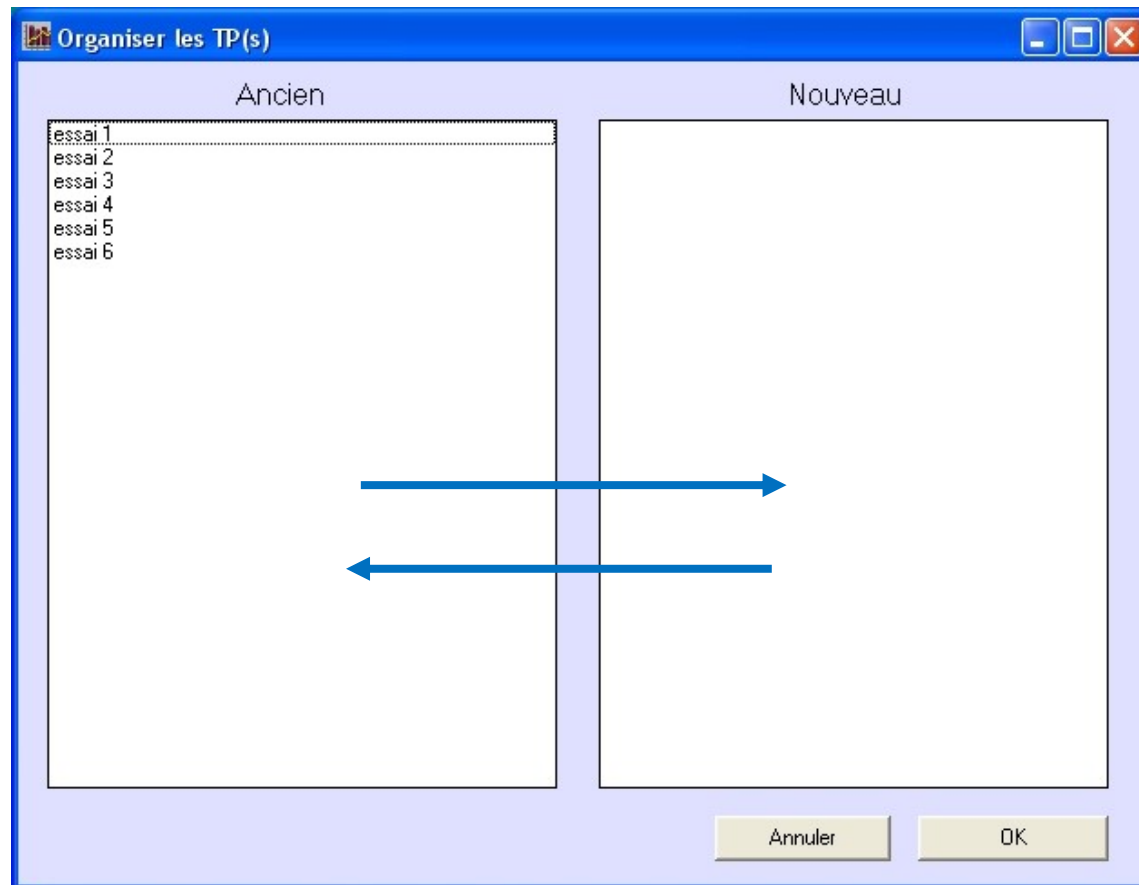 Organiser les TP(s)
Ancien
Nouveau
essai 1
essai 2
essai 3
essai 4
essai 5
essai 6
Annuler
OK